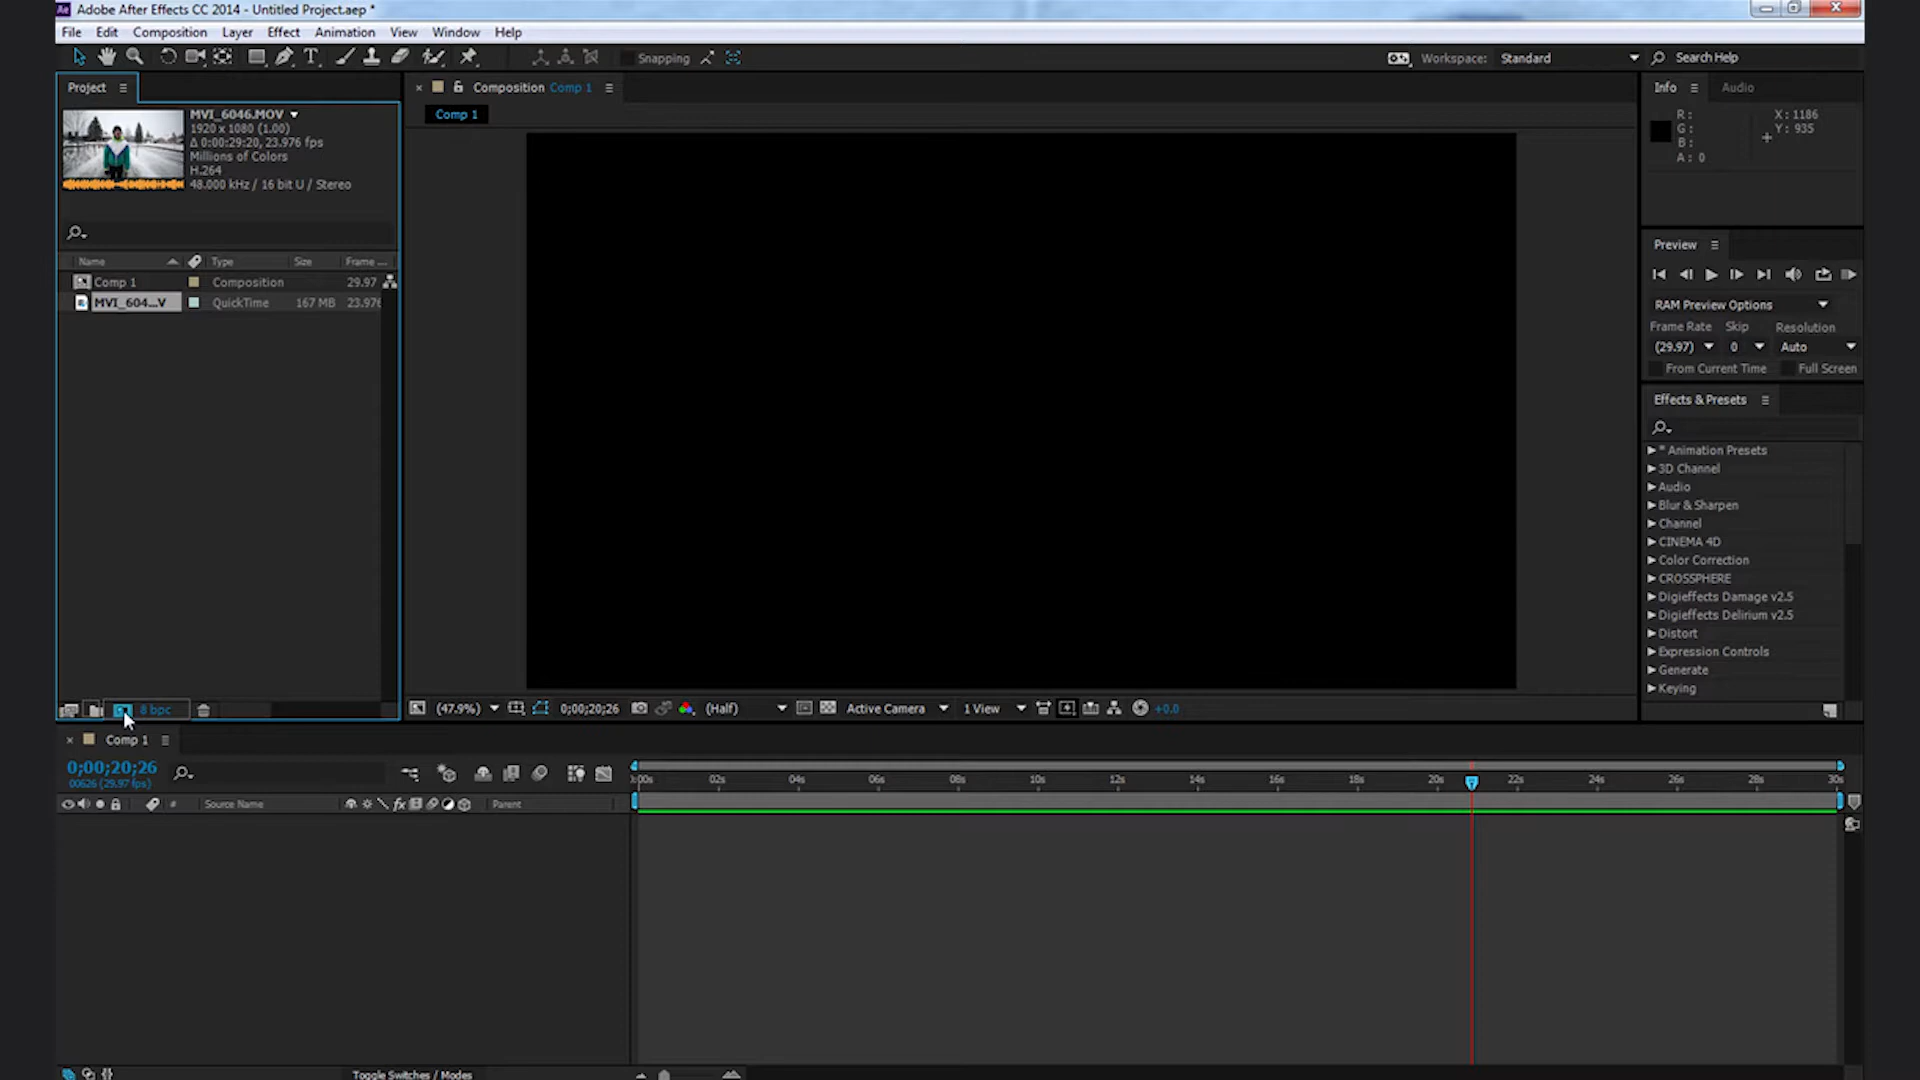 Adobe After Effects CC 2014 - Untitled Project.aep *
File Edit Composition Layer Effect Animation View Window Help
Snapping
Workspace: Standard
Search Help
Project
MVI_6046.MOV
1920 x 1080 (1.00)
Δ 0:00:29:20, 23.976 fps
Millions of Colors
H.264
48.000 kHz / 16 bit U / Stereo
Name Type Size Frame ...
Comp 1 Composition 29.97
MVI_604...V QuickTime 167 MB 23.976
8 bpc
Composition Comp 1
Comp 1
(47.9%) 0;00;20;26 (Half) Active Camera 1 View +0.0
Info Audio
R: X: 1186
G: Y: 935
B:
A: 0
Preview
RAM Preview Options
Frame Rate Skip Resolution
(29.97) 0 Auto
From Current Time Full Screen
Effects & Presets
* Animation Presets
3D Channel
Audio
Blur & Sharpen
Channel
CINEMA 4D
Color Correction
CROSSPHERE
Digieffects Damage v2.5
Digieffects Delirium v2.5
Distort
Expression Controls
Generate
Keying
Comp 1
0;00;20;26
00626 (29.97 fps)
# Source Name Parent
:00s 02s 04s 06s 08s 10s 12s 14s 16s 18s 20s 22s 24s 26s 28s 30s
Toggle Switches / Modes